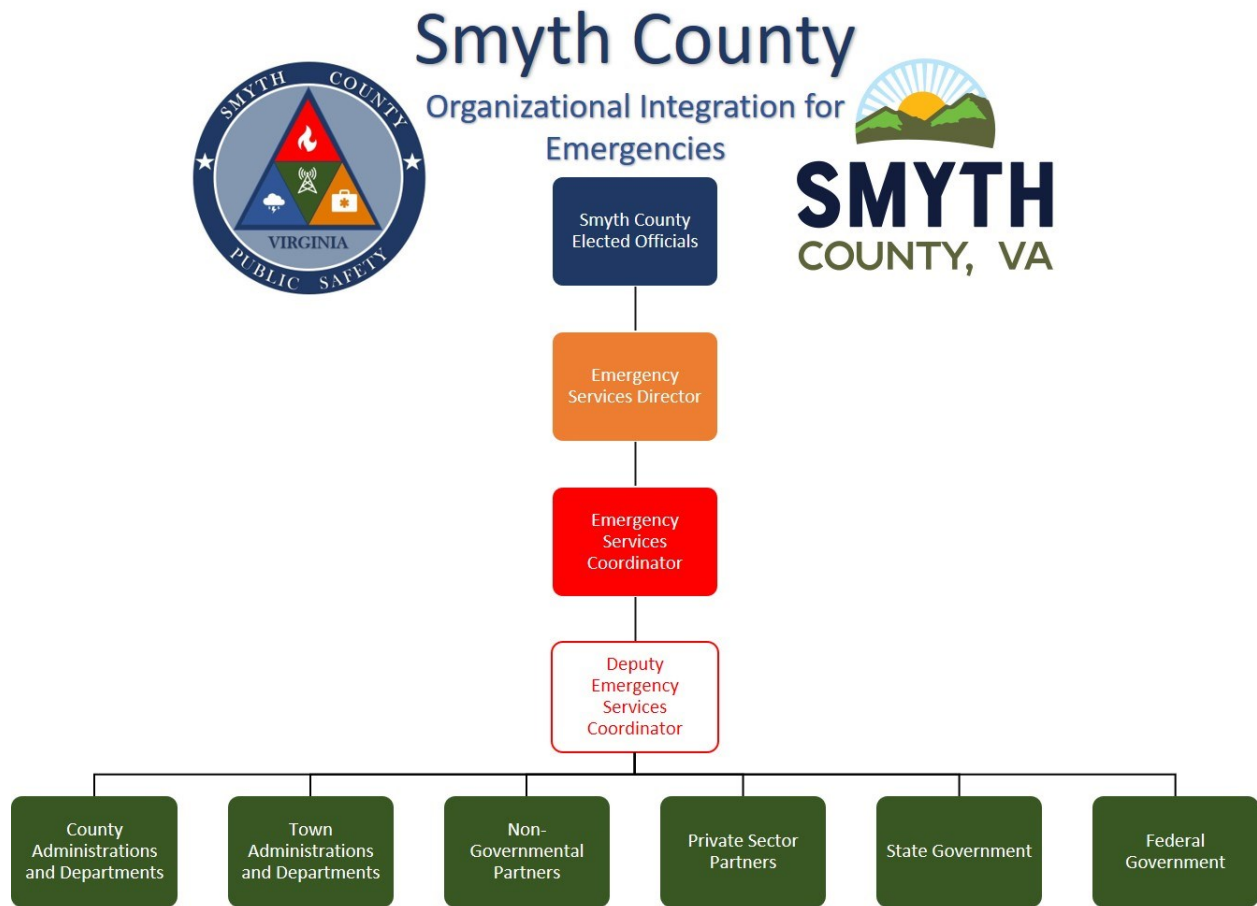 Smyth County
Organizational Integration for
Emergencies
SMYTH COUNTY
VIRGINIA
PUBLIC SAFETY
SMYTH
COUNTY, VA
Smyth County
Elected Officials
Emergency
Services Director
Emergency
Services
Coordinator
Deputy
Emergency
Services
Coordinator
County
Administrations
and Departments
Town
Administrations
and Departments
Non-
Governmental
Partners
Private Sector
Partners
State Government
Federal
Government